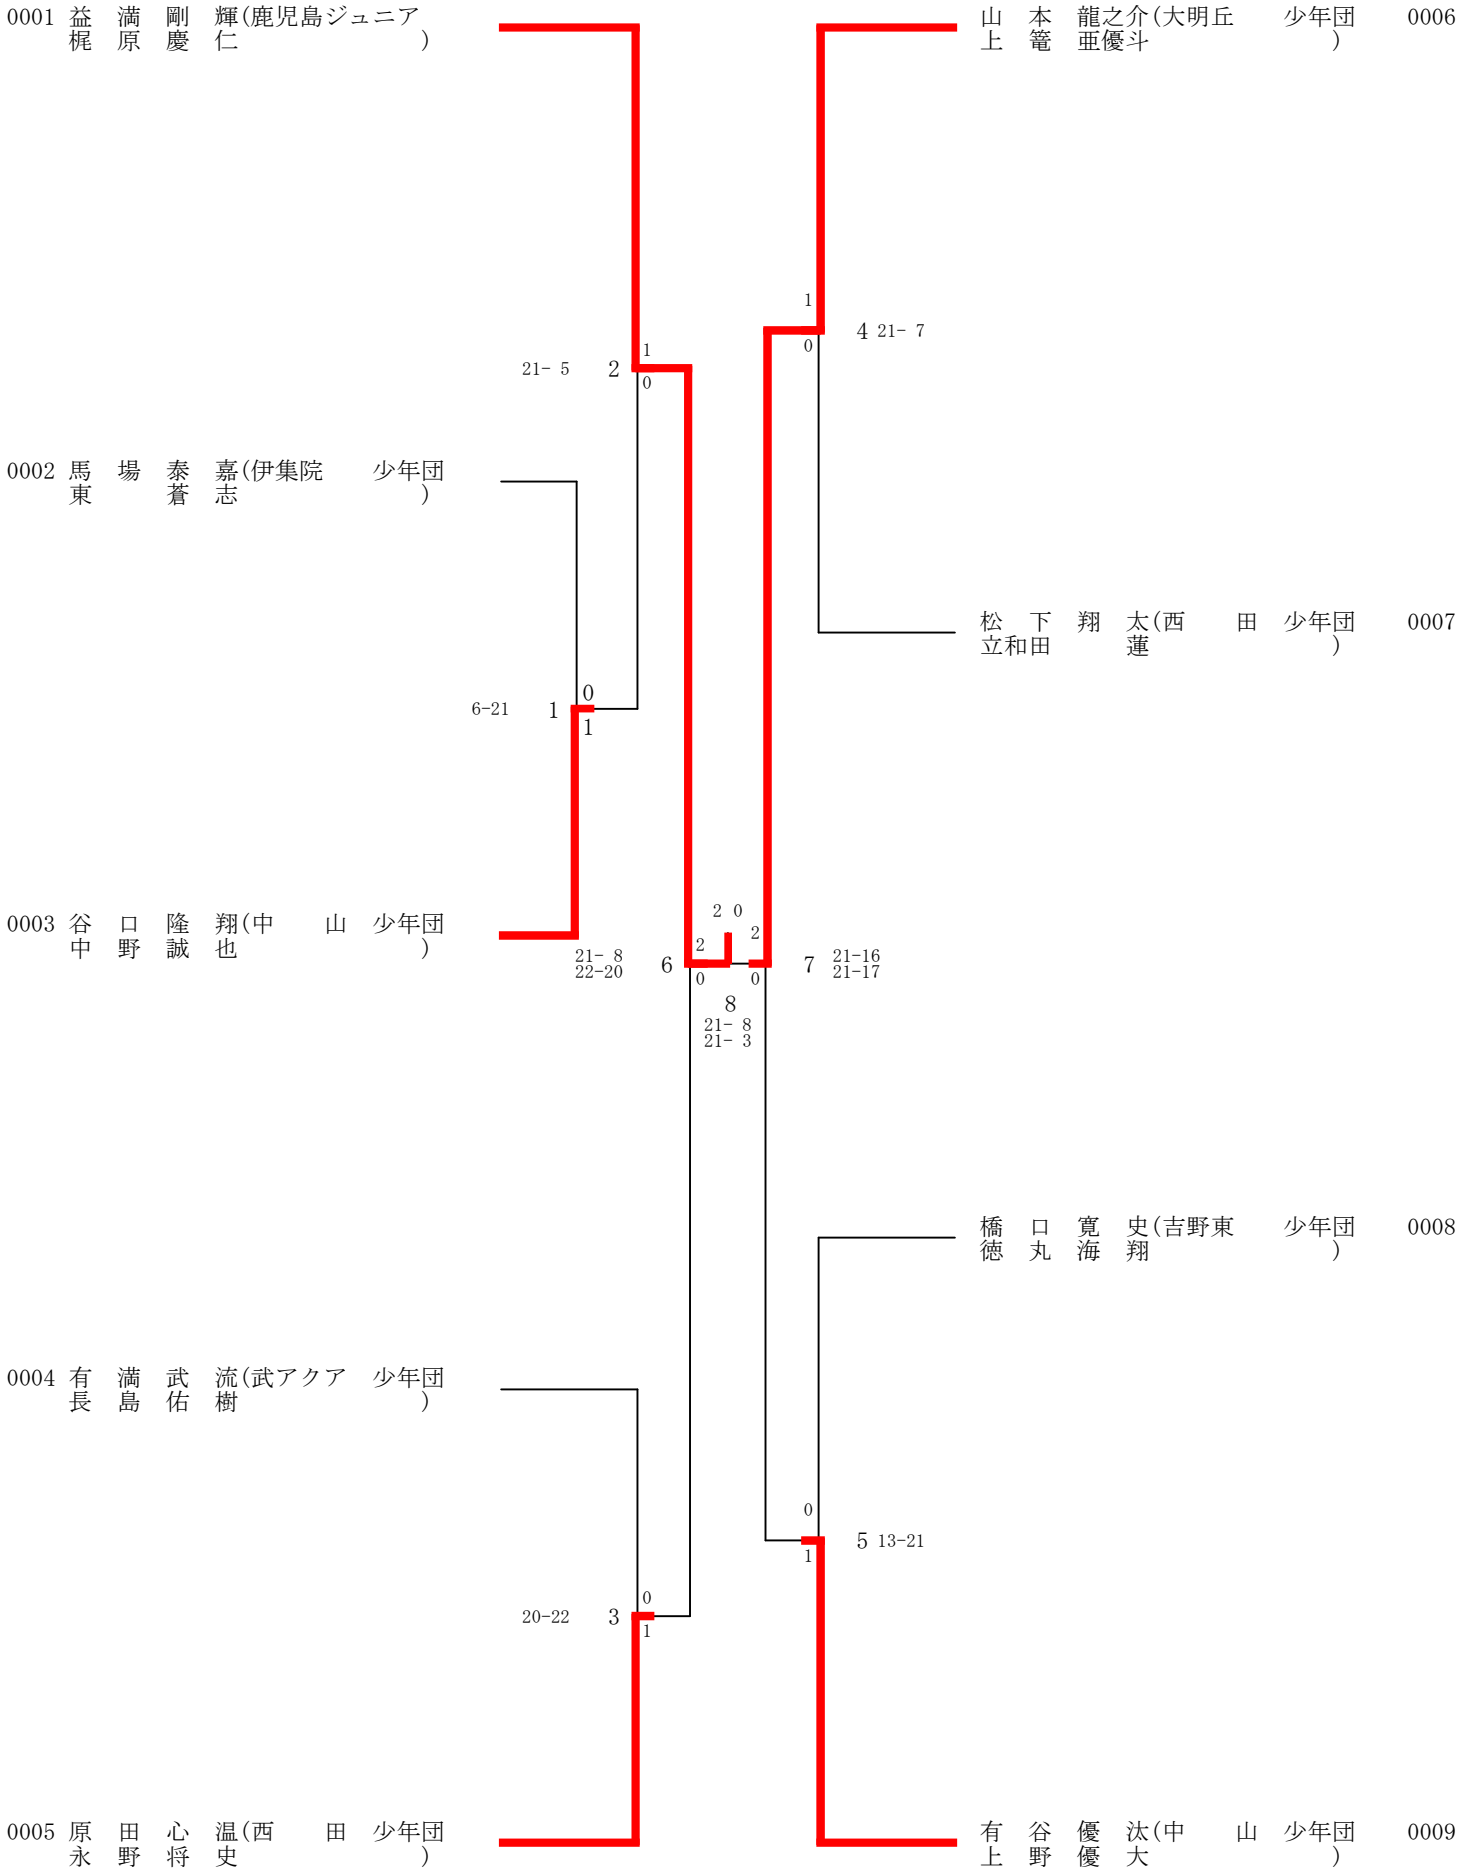 0001 益 満 剛 輝(鹿児島ジュニア
梶 原 慶 仁 )
山 本 龍之介(大明丘 少年団 0006
上 篭 亜優斗 )
1
4 21- 7
0
1
21- 5 2
0
0002 馬 場 泰 嘉(伊集院 少年団
東 蒼 志 )
松 下 翔 太(西 田 少年団 0007
立和田 蓮 )
0
6-21 1
1
0003 谷 口 隆 翔(中 山 少年団
中 野 誠 也 )
2 0
2 2
21- 8
22-20 6
0 0
7 21-16
21-17
8
21- 8
21- 3
橋 口 寛 史(吉野東 少年団 0008
徳 丸 海 翔 )
0004 有 満 武 流(武アクア 少年団
長 島 佑 樹 )
0
5 13-21
1
0
20-22 3
1
0005 原 田 心 温(西 田 少年団
永 野 将 史 )
有 谷 優 汰(中 山 少年団 0009
上 野 優 大 )